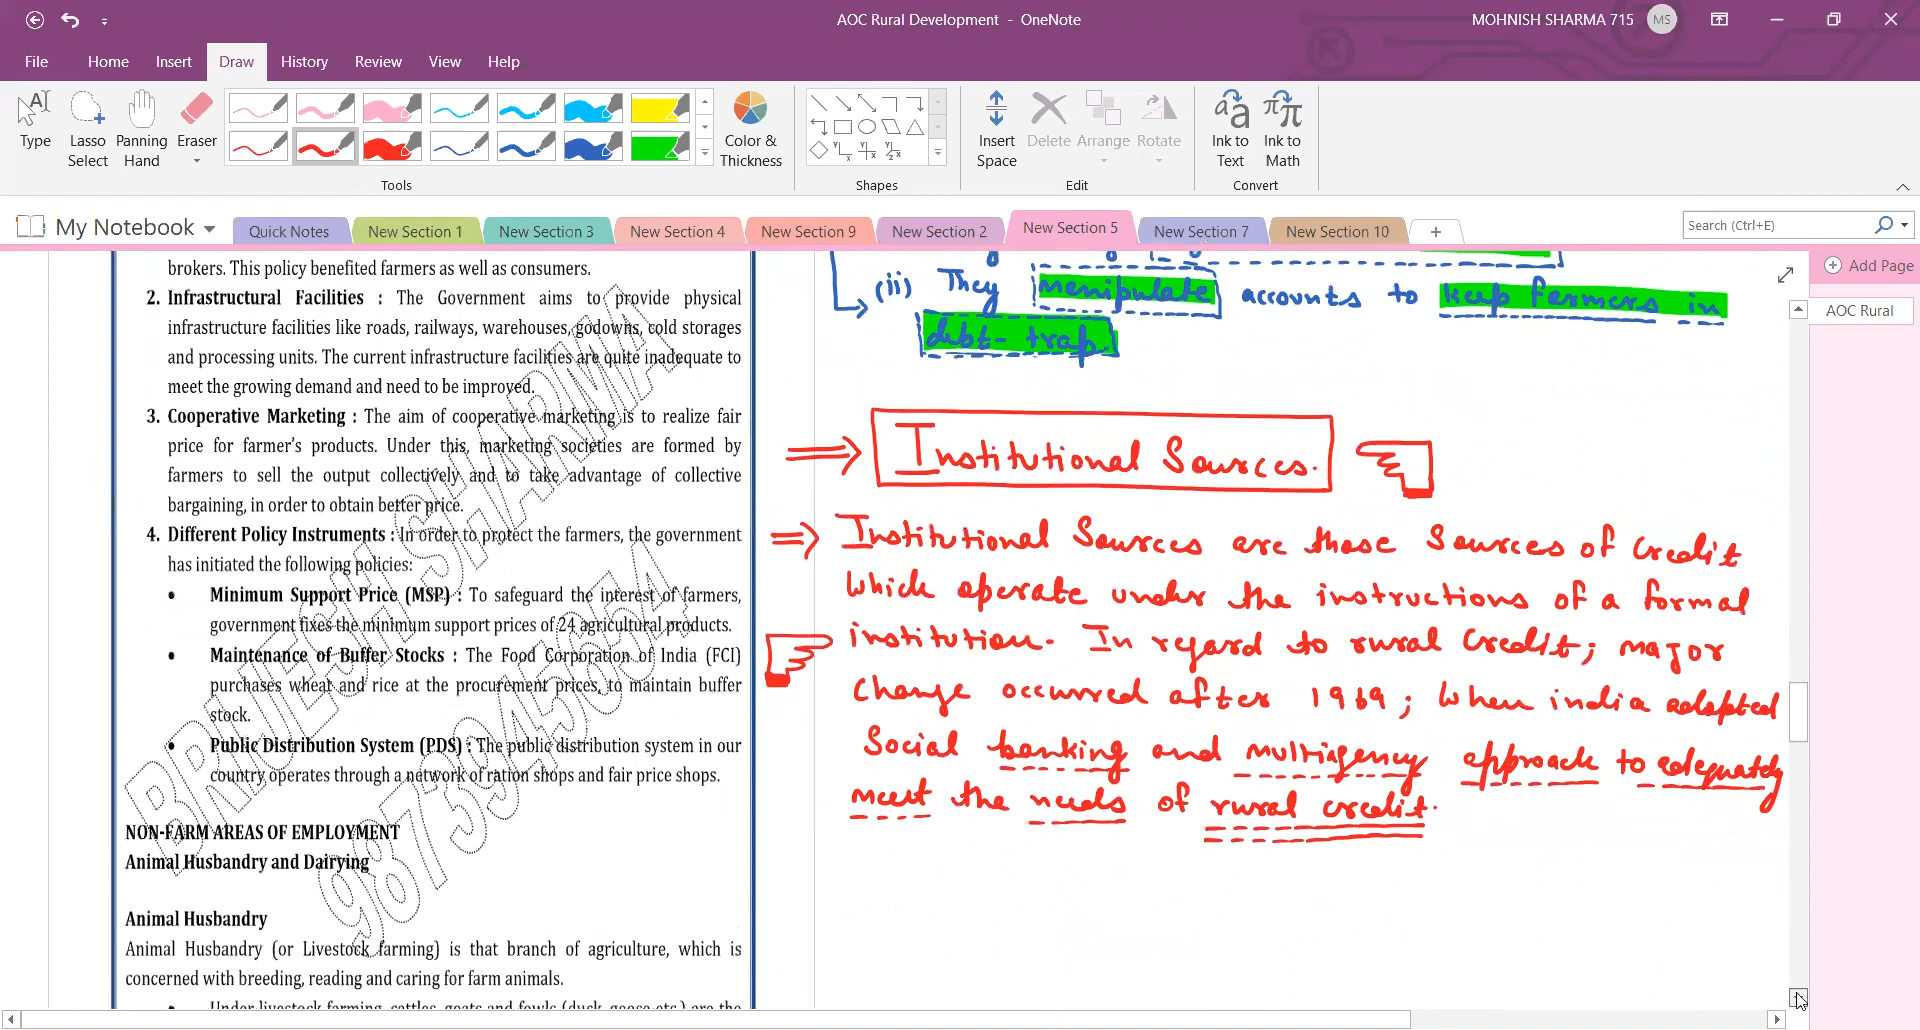 AOC Rural Development - OneNote
MOHNISH SHARMA 715
MS
File
Home
Insert
Draw
History
Review
View
Help
Type
Lasso Select
Panning Hand
Eraser
Color & Thickness
Insert Space
Delete
Arrange
Rotate
Ink to Text
Ink to Math
Tools
Shapes
Edit
Convert
My Notebook
Quick Notes
New Section 1
New Section 3
New Section 4
New Section 9
New Section 2
New Section 5
New Section 7
New Section 10
Search (Ctrl+E)
Add Page
AOC Rural
brokers. This policy benefited farmers as well as consumers.
2. Infrastructural Facilities : The Government aims to provide physical
infrastructure facilities like roads, railways, warehouses, godowns, cold storages
and processing units. The current infrastructure facilities are quite inadequate to
meet the growing demand and need to be improved.
3. Cooperative Marketing : The aim of cooperative marketing is to realize fair
price for farmer's products. Under this, marketing societies are formed by
farmers to sell the output collectively and to take advantage of collective
bargaining, in order to obtain better price.
4. Different Policy Instruments : In order to protect the farmers, the government
has initiated the following policies:
• Minimum Support Price (MSP) : To safeguard the interest of farmers,
government fixes the minimum support prices of 24 agricultural products.
• Maintenance of Buffer Stocks : The Food Corporation of India (FCI)
purchases wheat and rice at the procurement prices, to maintain buffer
stock.
• Public Distribution System (PDS) : The public distribution system in our
country operates through a network of ration shops and fair price shops.
NON-FARM AREAS OF EMPLOYMENT
Animal Husbandry and Dairying
Animal Husbandry
Animal Husbandry (or Livestock farming) is that branch of agriculture, which is
concerned with breeding, reading and caring for farm animals.
• Under livestock farming, cattles, goats and fowls (dusk, goose etc.) are the
BRIJESH SHARMA
9873945654
(ii) They menipulate accounts to keep farmers in
debt-trap.
Institutional Sources.
Institutional Sources are those Sources of Credit
which operate under the instructions of a formal
institution. In regard to rural Credit; major
Change occurred after 1969; when india adopted
Social banking and multiagency approach to adequately
meet the needs of rural credit.